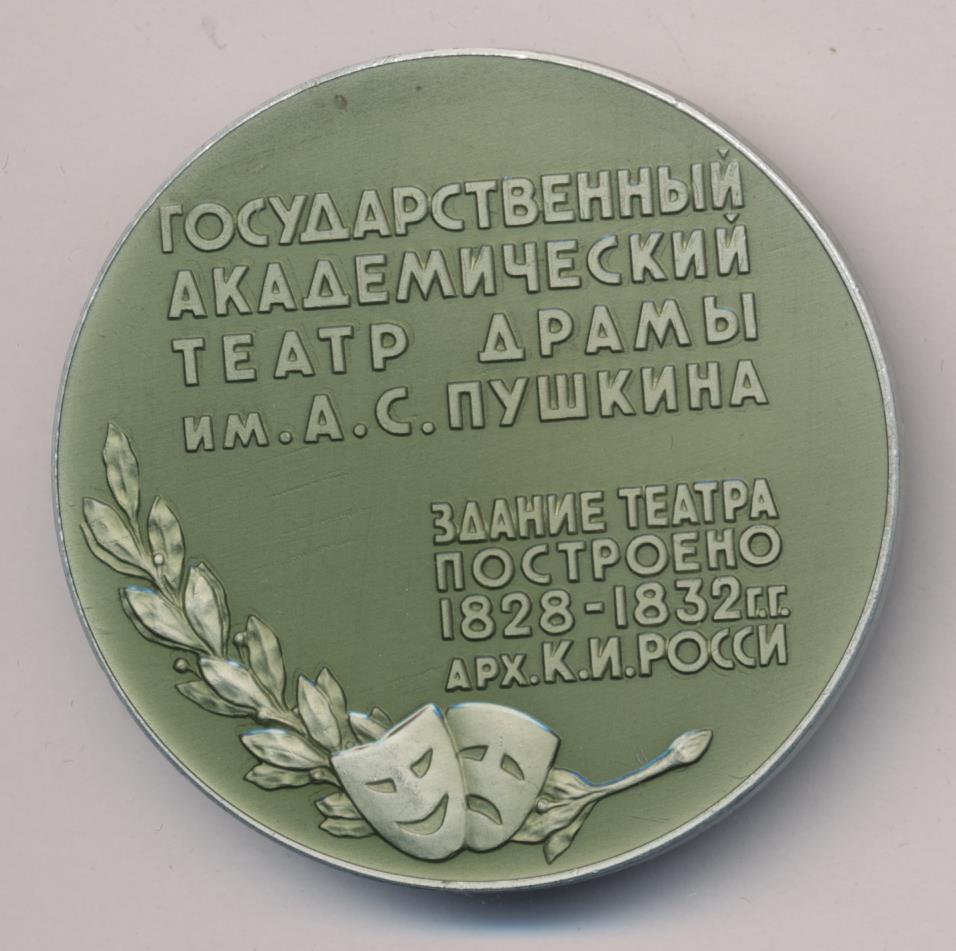 ГОСУДАРСТВЕННЫЙ
АКАДЕМИЧЕСКИЙ
ТЕАТР ДРАМЫ
ИМ. А.С. ПУШКИНА
ЗДАНИЕ ТЕАТРА
ПОСТРОЕНО
1828-1832 г.г.
АРХ. К.И. РОССИ